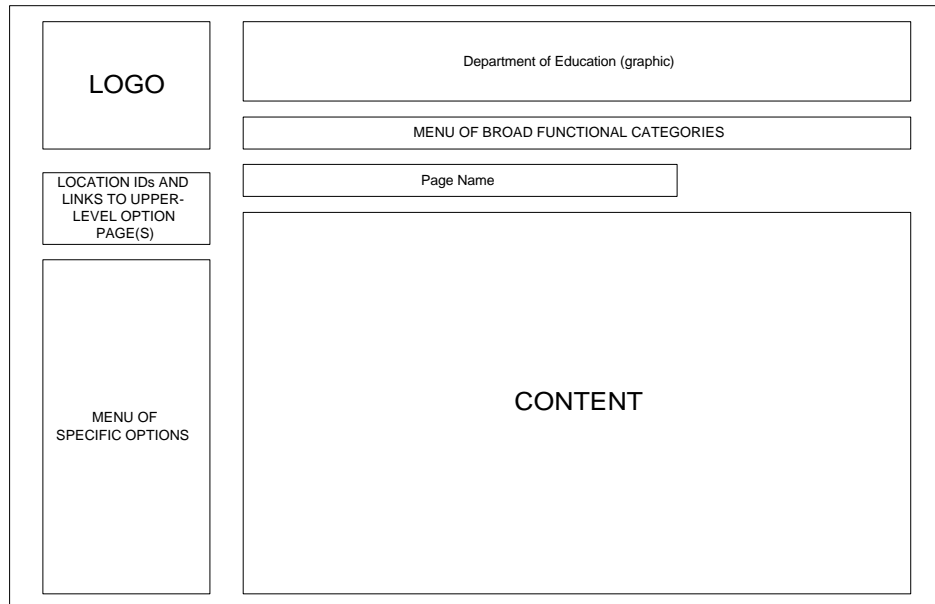 LOGO
Department of Education (graphic)
MENU OF BROAD FUNCTIONAL CATEGORIES
LOCATION IDs AND
LINKS TO UPPER-
LEVEL OPTION
PAGE(S)
Page Name
MENU OF
SPECIFIC OPTIONS
CONTENT